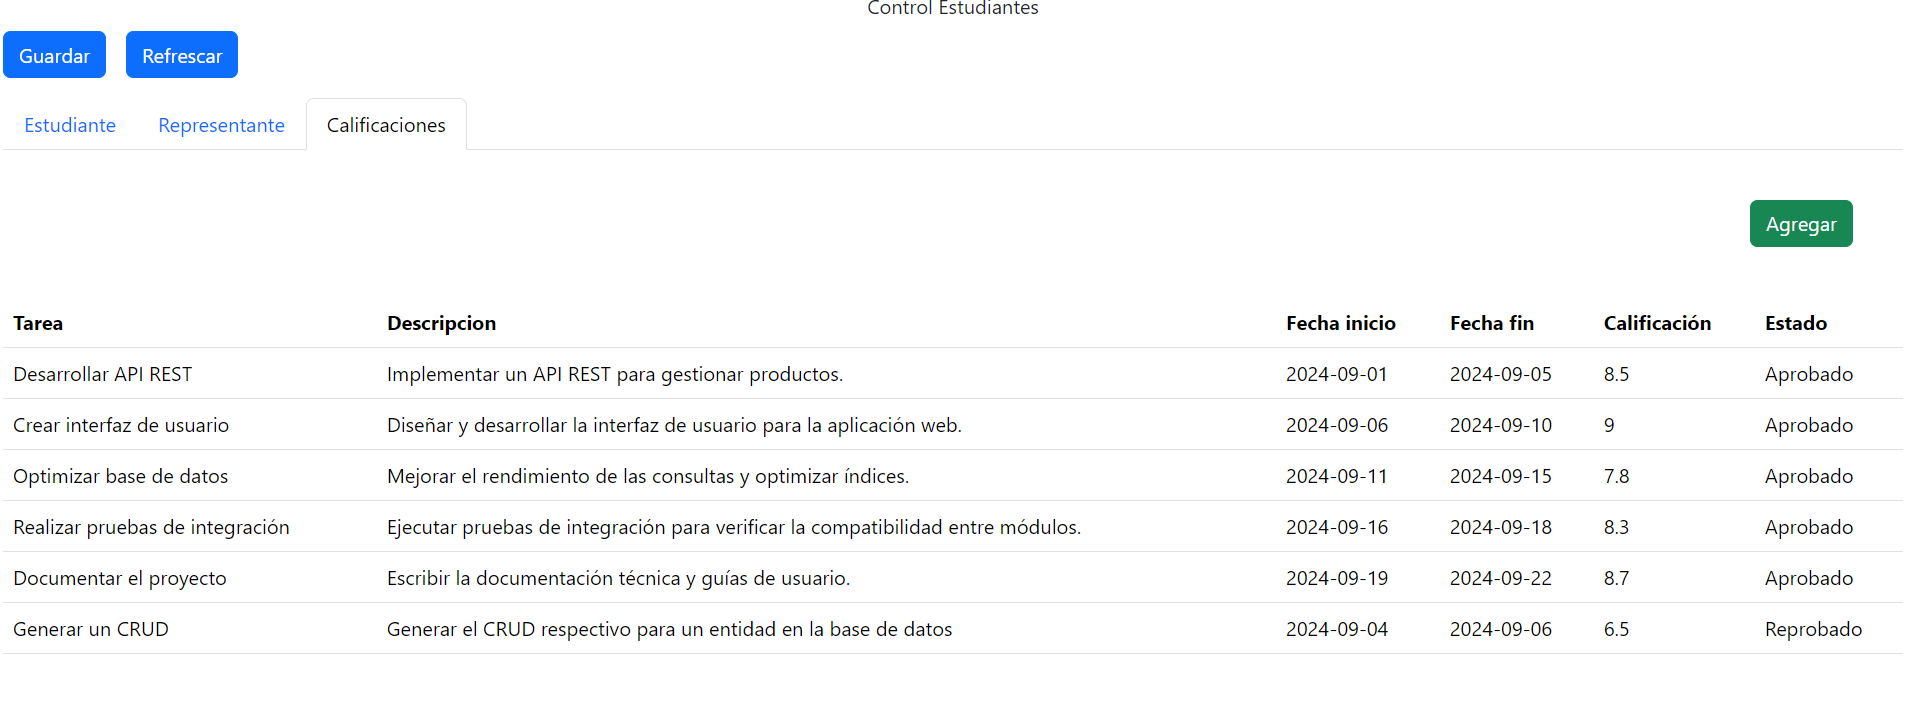 Control Estudiantes
Guardar Refrescar
Estudiante Representante Calificaciones
Agregar
Tarea Descripcion Fecha inicio Fecha fin Calificación Estado
Desarrollar API REST Implementar un API REST para gestionar productos. 2024-09-01 2024-09-05 8.5 Aprobado
Crear interfaz de usuario Diseñar y desarrollar la interfaz de usuario para la aplicación web. 2024-09-06 2024-09-10 9 Aprobado
Optimizar base de datos Mejorar el rendimiento de las consultas y optimizar índices. 2024-09-11 2024-09-15 7.8 Aprobado
Realizar pruebas de integración Ejecutar pruebas de integración para verificar la compatibilidad entre módulos. 2024-09-16 2024-09-18 8.3 Aprobado
Documentar el proyecto Escribir la documentación técnica y guías de usuario. 2024-09-19 2024-09-22 8.7 Aprobado
Generar un CRUD Generar el CRUD respectivo para un entidad en la base de datos 2024-09-04 2024-09-06 6.5 Reprobado